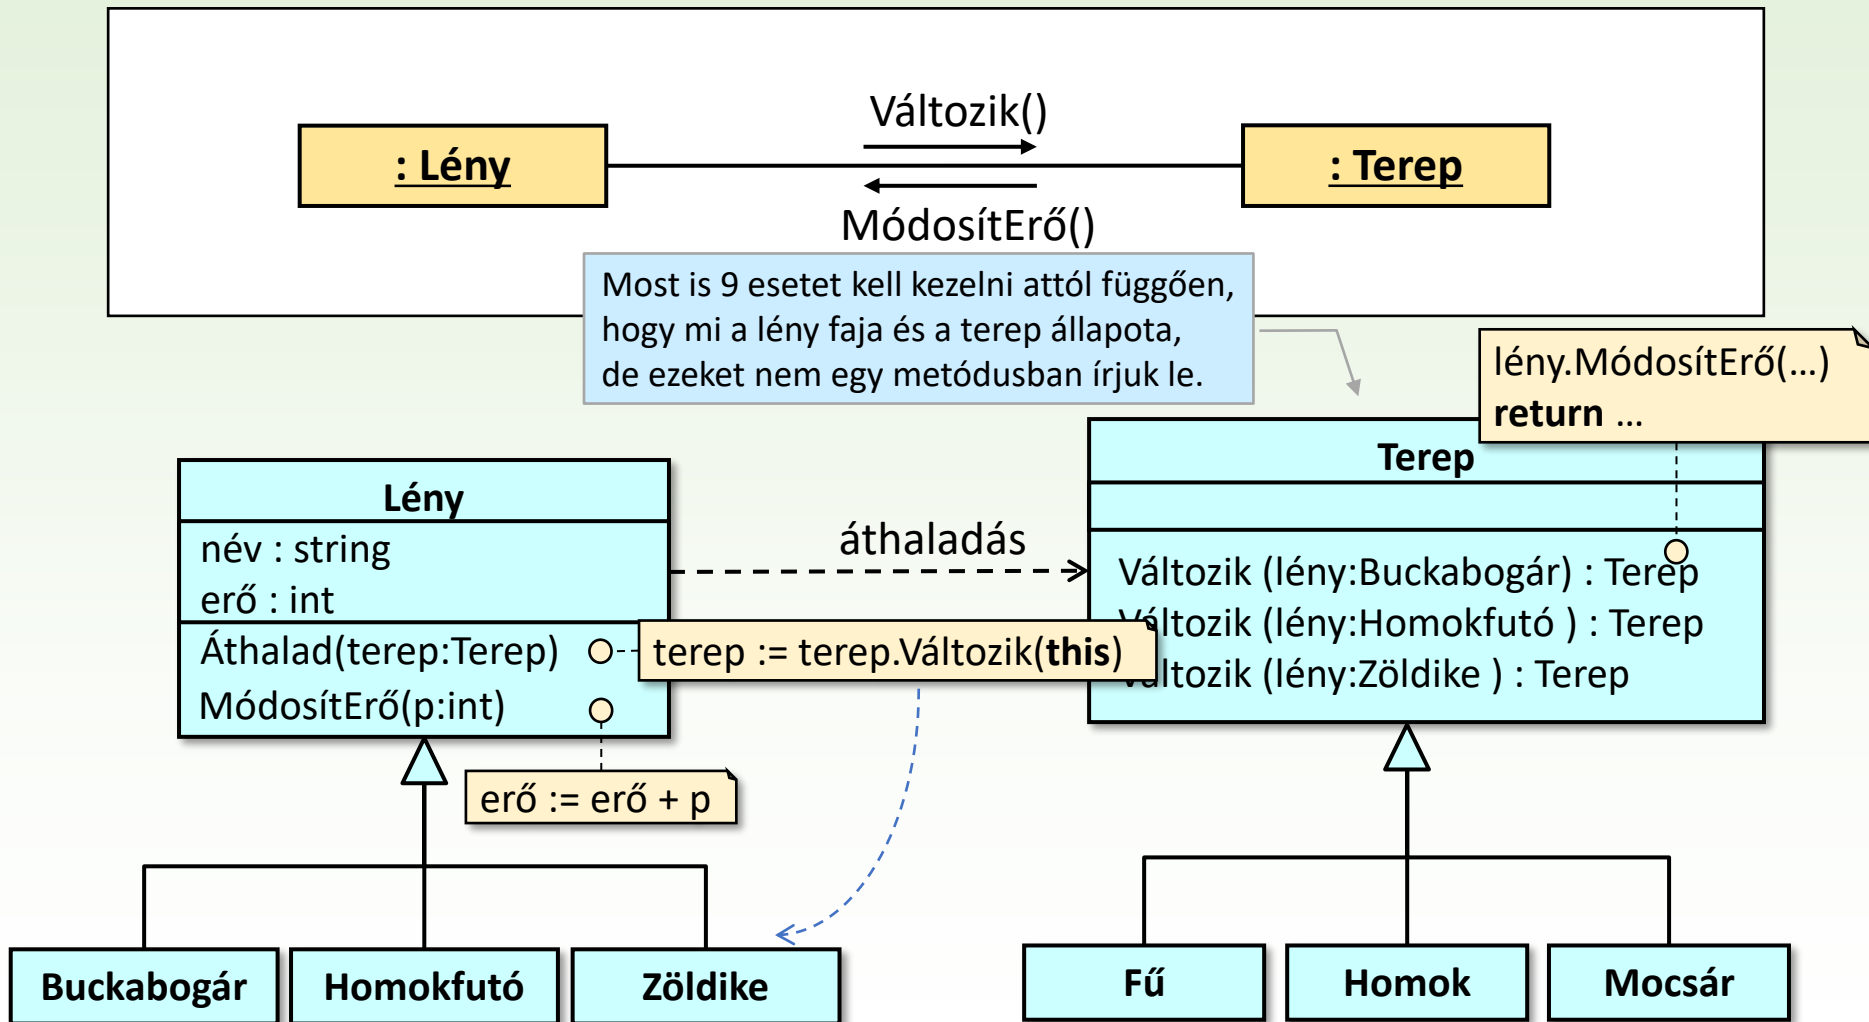 Változik()
: Lény
: Terep
MódosítErő()
Most is 9 esetet kell kezelni attól függően,
hogy mi a lény faja és a terep állapota,
de ezeket nem egy metódusban írjuk le.
lény.MódosítErő(…)
return …
Terep
Lény
név : string
erő : int
áthaladás
Változik (lény:Buckabogár) : Terep
Változik (lény:Homokfutó ) : Terep
Változik (lény:Zöldike ) : Terep
Áthalad(terep:Terep)
terep := terep.Változik(this)
MódosítErő(p:int)
erő := erő + p
Buckabogár
Homokfutó
Zöldike
Fű
Homok
Mocsár